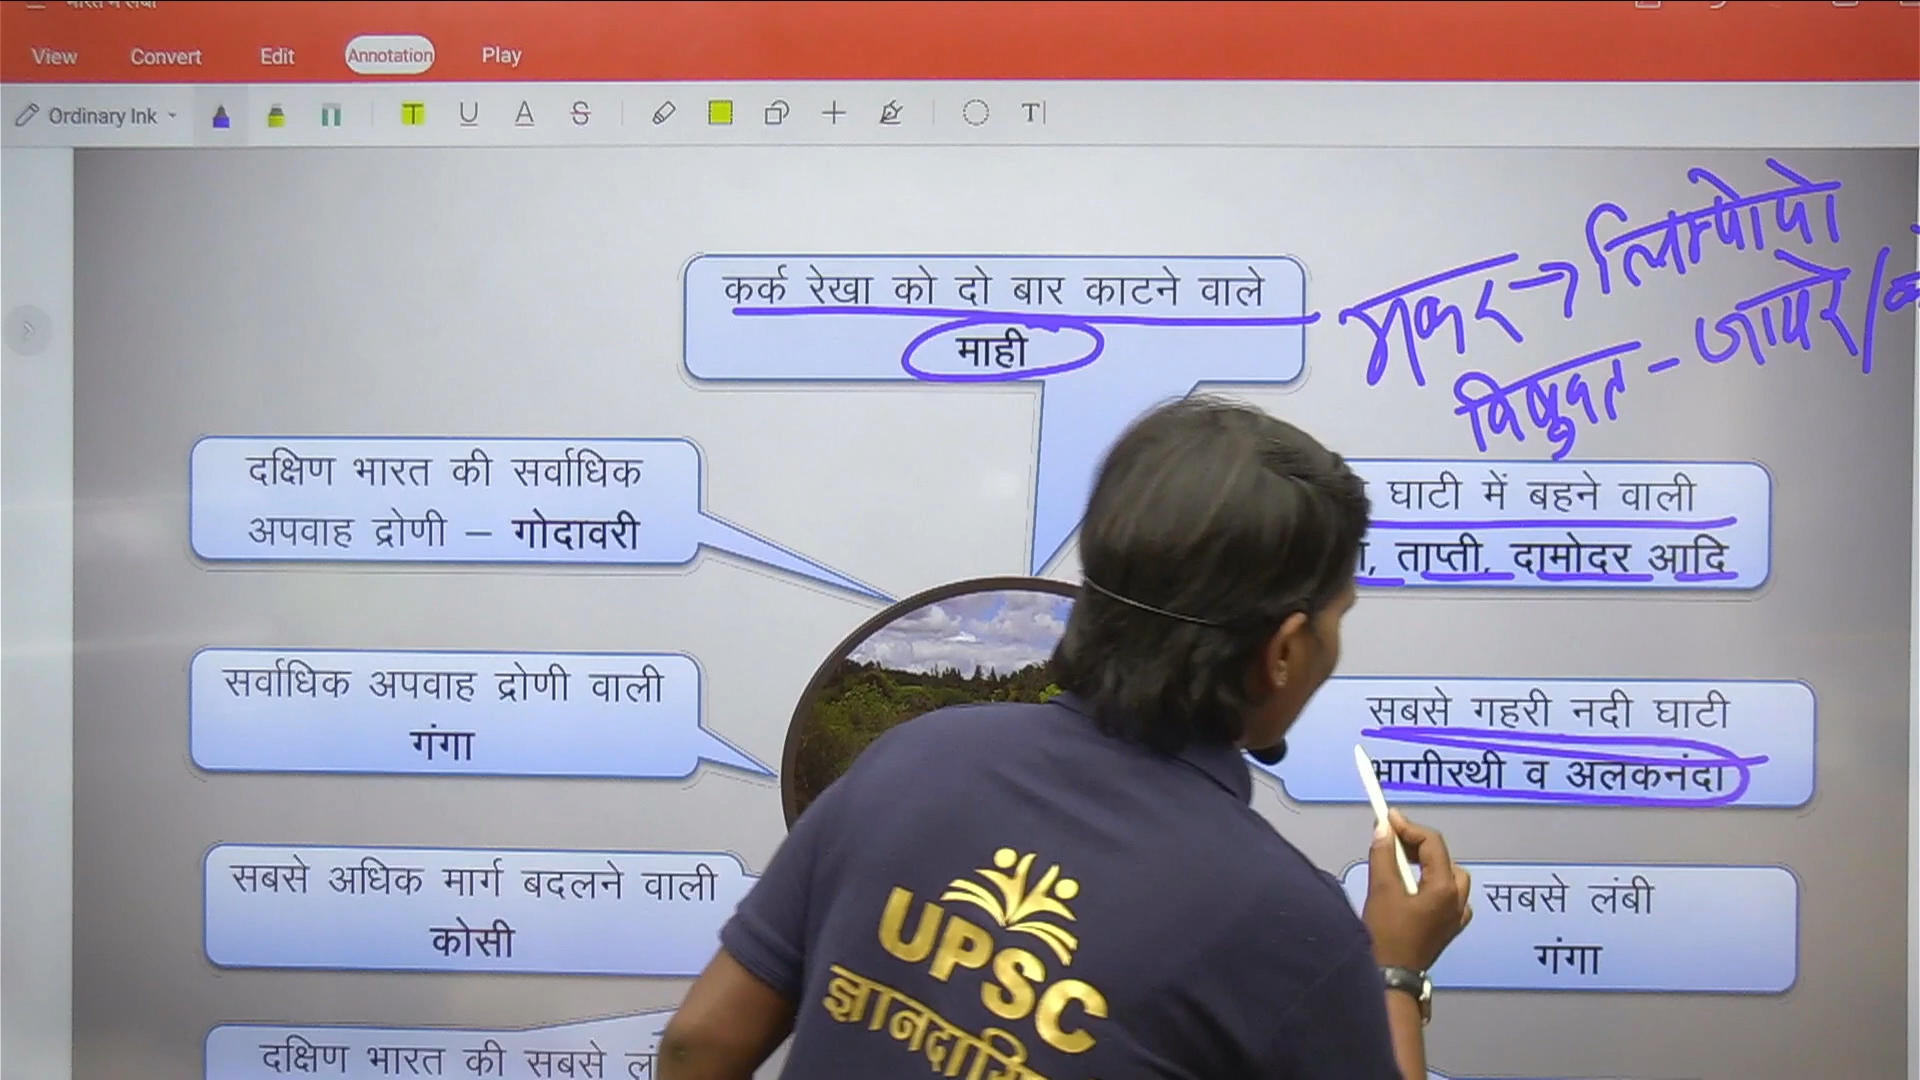 View Convert Edit Annotation Play
Ordinary Ink
कर्क रेखा को दो बार काटने वाले
माही
मकर → लिम्पोपो
विषुवत - जायरे /
दक्षिण भारत की सर्वाधिक
अपवाह द्रोणी – गोदावरी
घाटी में बहने वाली
ताप्ती, दामोदर आदि
सर्वाधिक अपवाह द्रोणी वाली
गंगा
सबसे गहरी नदी घाटी
भागीरथी व अलकनंदा
सबसे अधिक मार्ग बदलने वाली
कोसी
सबसे लंबी
गंगा
दक्षिण भारत की सबसे
UPSC